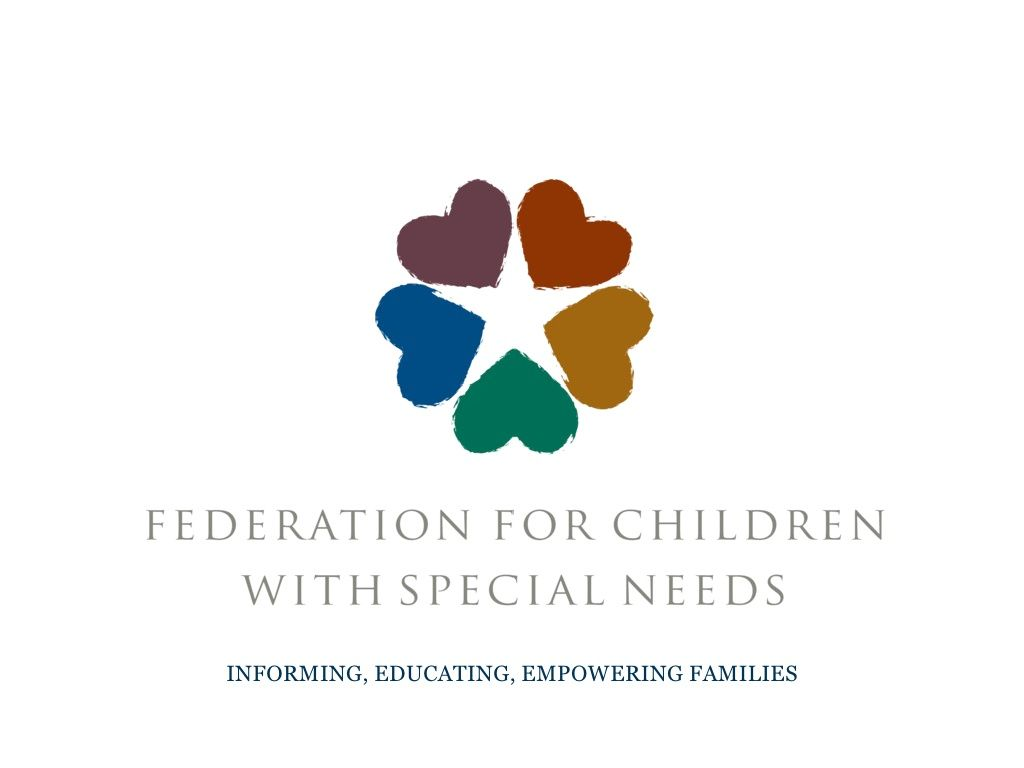 FEDERATION FOR CHILDREN
WITH SPECIAL NEEDS
INFORMING, EDUCATING, EMPOWERING FAMILIES